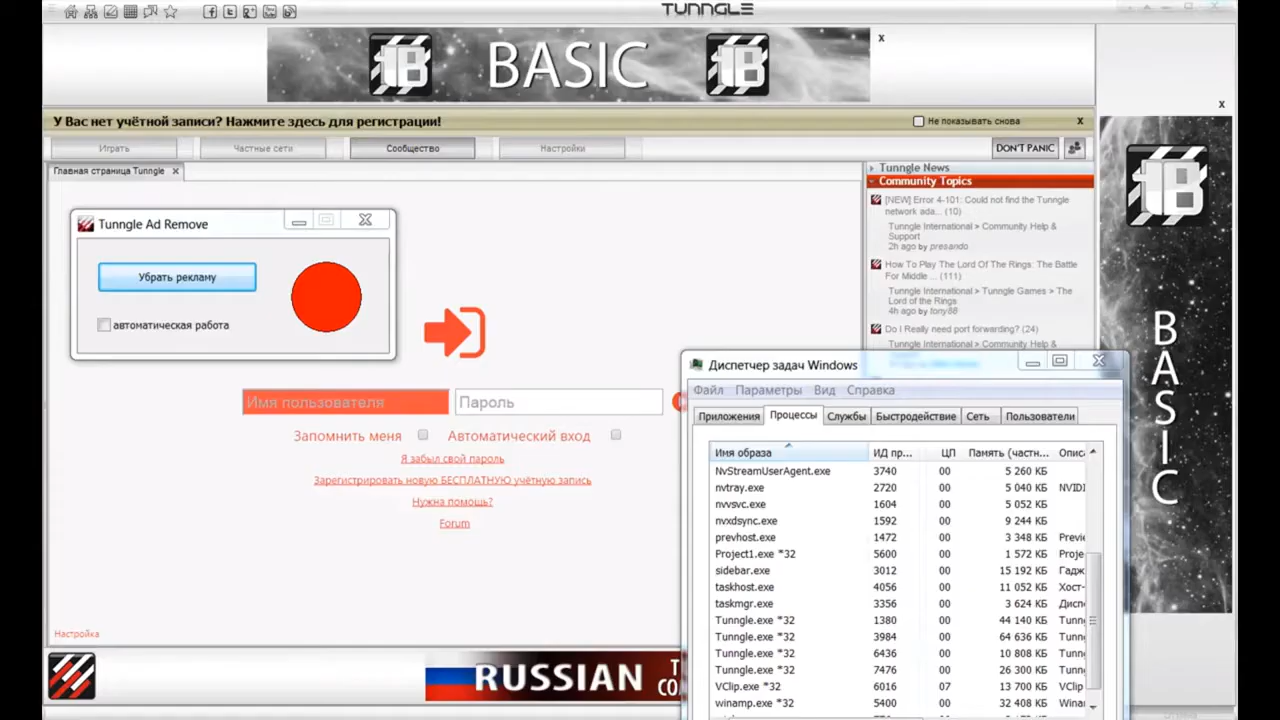 TUNNGLE
BASIC
x
x
У Вас нет учётной записи? Нажмите здесь для регистрации!
Не показывать снова
x
Играть
Частные сети
Сообщество
Настройки
DON'T PANIC
Главная страница Tunngle x
Tunngle News
Community Topics
[NEW] Error 4-101: Could not find the Tunngle
network ada... (10)
Tunngle International > Community Help &
Support
2h ago by presando
How To Play The Lord Of The Rings: The Battle
For Middle ... (111)
Tunngle International > Tunngle Games > The
Lord of the Rings
4h ago by tony88
Do I Really need port forwarding? (24)
Tunngle International > Community Help &
BASIC
Tunngle Ad Remove
Убрать рекламу
автоматическая работа
Имя пользователя
Пароль
Запомнить меня
Автоматический вход
Я забыл свой пароль
Зарегистрировать новую БЕСПЛАТНУЮ учётную запись
Нужна помощь?
Forum
Настройка
RUSSIAN
Диспетчер задач Windows
Файл Параметры Вид Справка
Приложения Процессы Службы Быстродействие Сеть Пользователи
Имя образа ИД пр... ЦП Память (частн... Описа
NvStreamUserAgent.exe 3740 00 5 260 КБ
nvtray.exe 2720 00 5 040 КБ NVIDI
nvvsvc.exe 1604 00 5 052 КБ
nvxdsync.exe 1592 00 9 244 КБ
prevhost.exe 1472 00 3 348 КБ Previe
Project1.exe *32 5600 00 1 572 КБ Proje
sidebar.exe 3012 00 15 192 КБ Гадж
taskhost.exe 4056 00 11 052 КБ Хост-
taskmgr.exe 3356 00 3 624 КБ Диспе
Tunngle.exe *32 1380 00 44 140 КБ Tunng
Tunngle.exe *32 3984 00 64 636 КБ Tunng
Tunngle.exe *32 6436 00 10 808 КБ Tunng
Tunngle.exe *32 7476 00 26 300 КБ Tunng
VClip.exe *32 6016 07 13 700 КБ VClip
winamp.exe *32 5400 00 32 408 КБ Winam